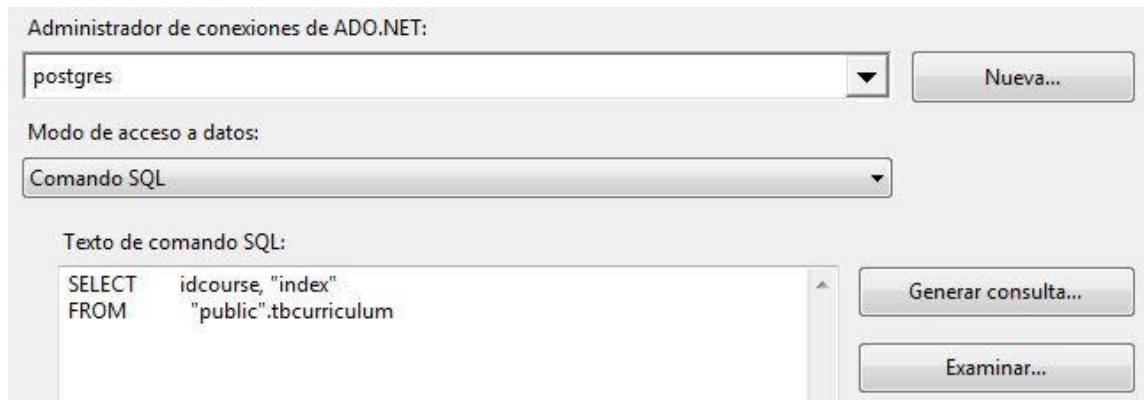 Administrador de conexiones de ADO.NET:
postgres
Nueva...
Modo de acceso a datos:
Comando SQL
Texto de comando SQL:
SELECT idcourse, "index"
FROM "public".tbcurriculum
Generar consulta...
Examinar...